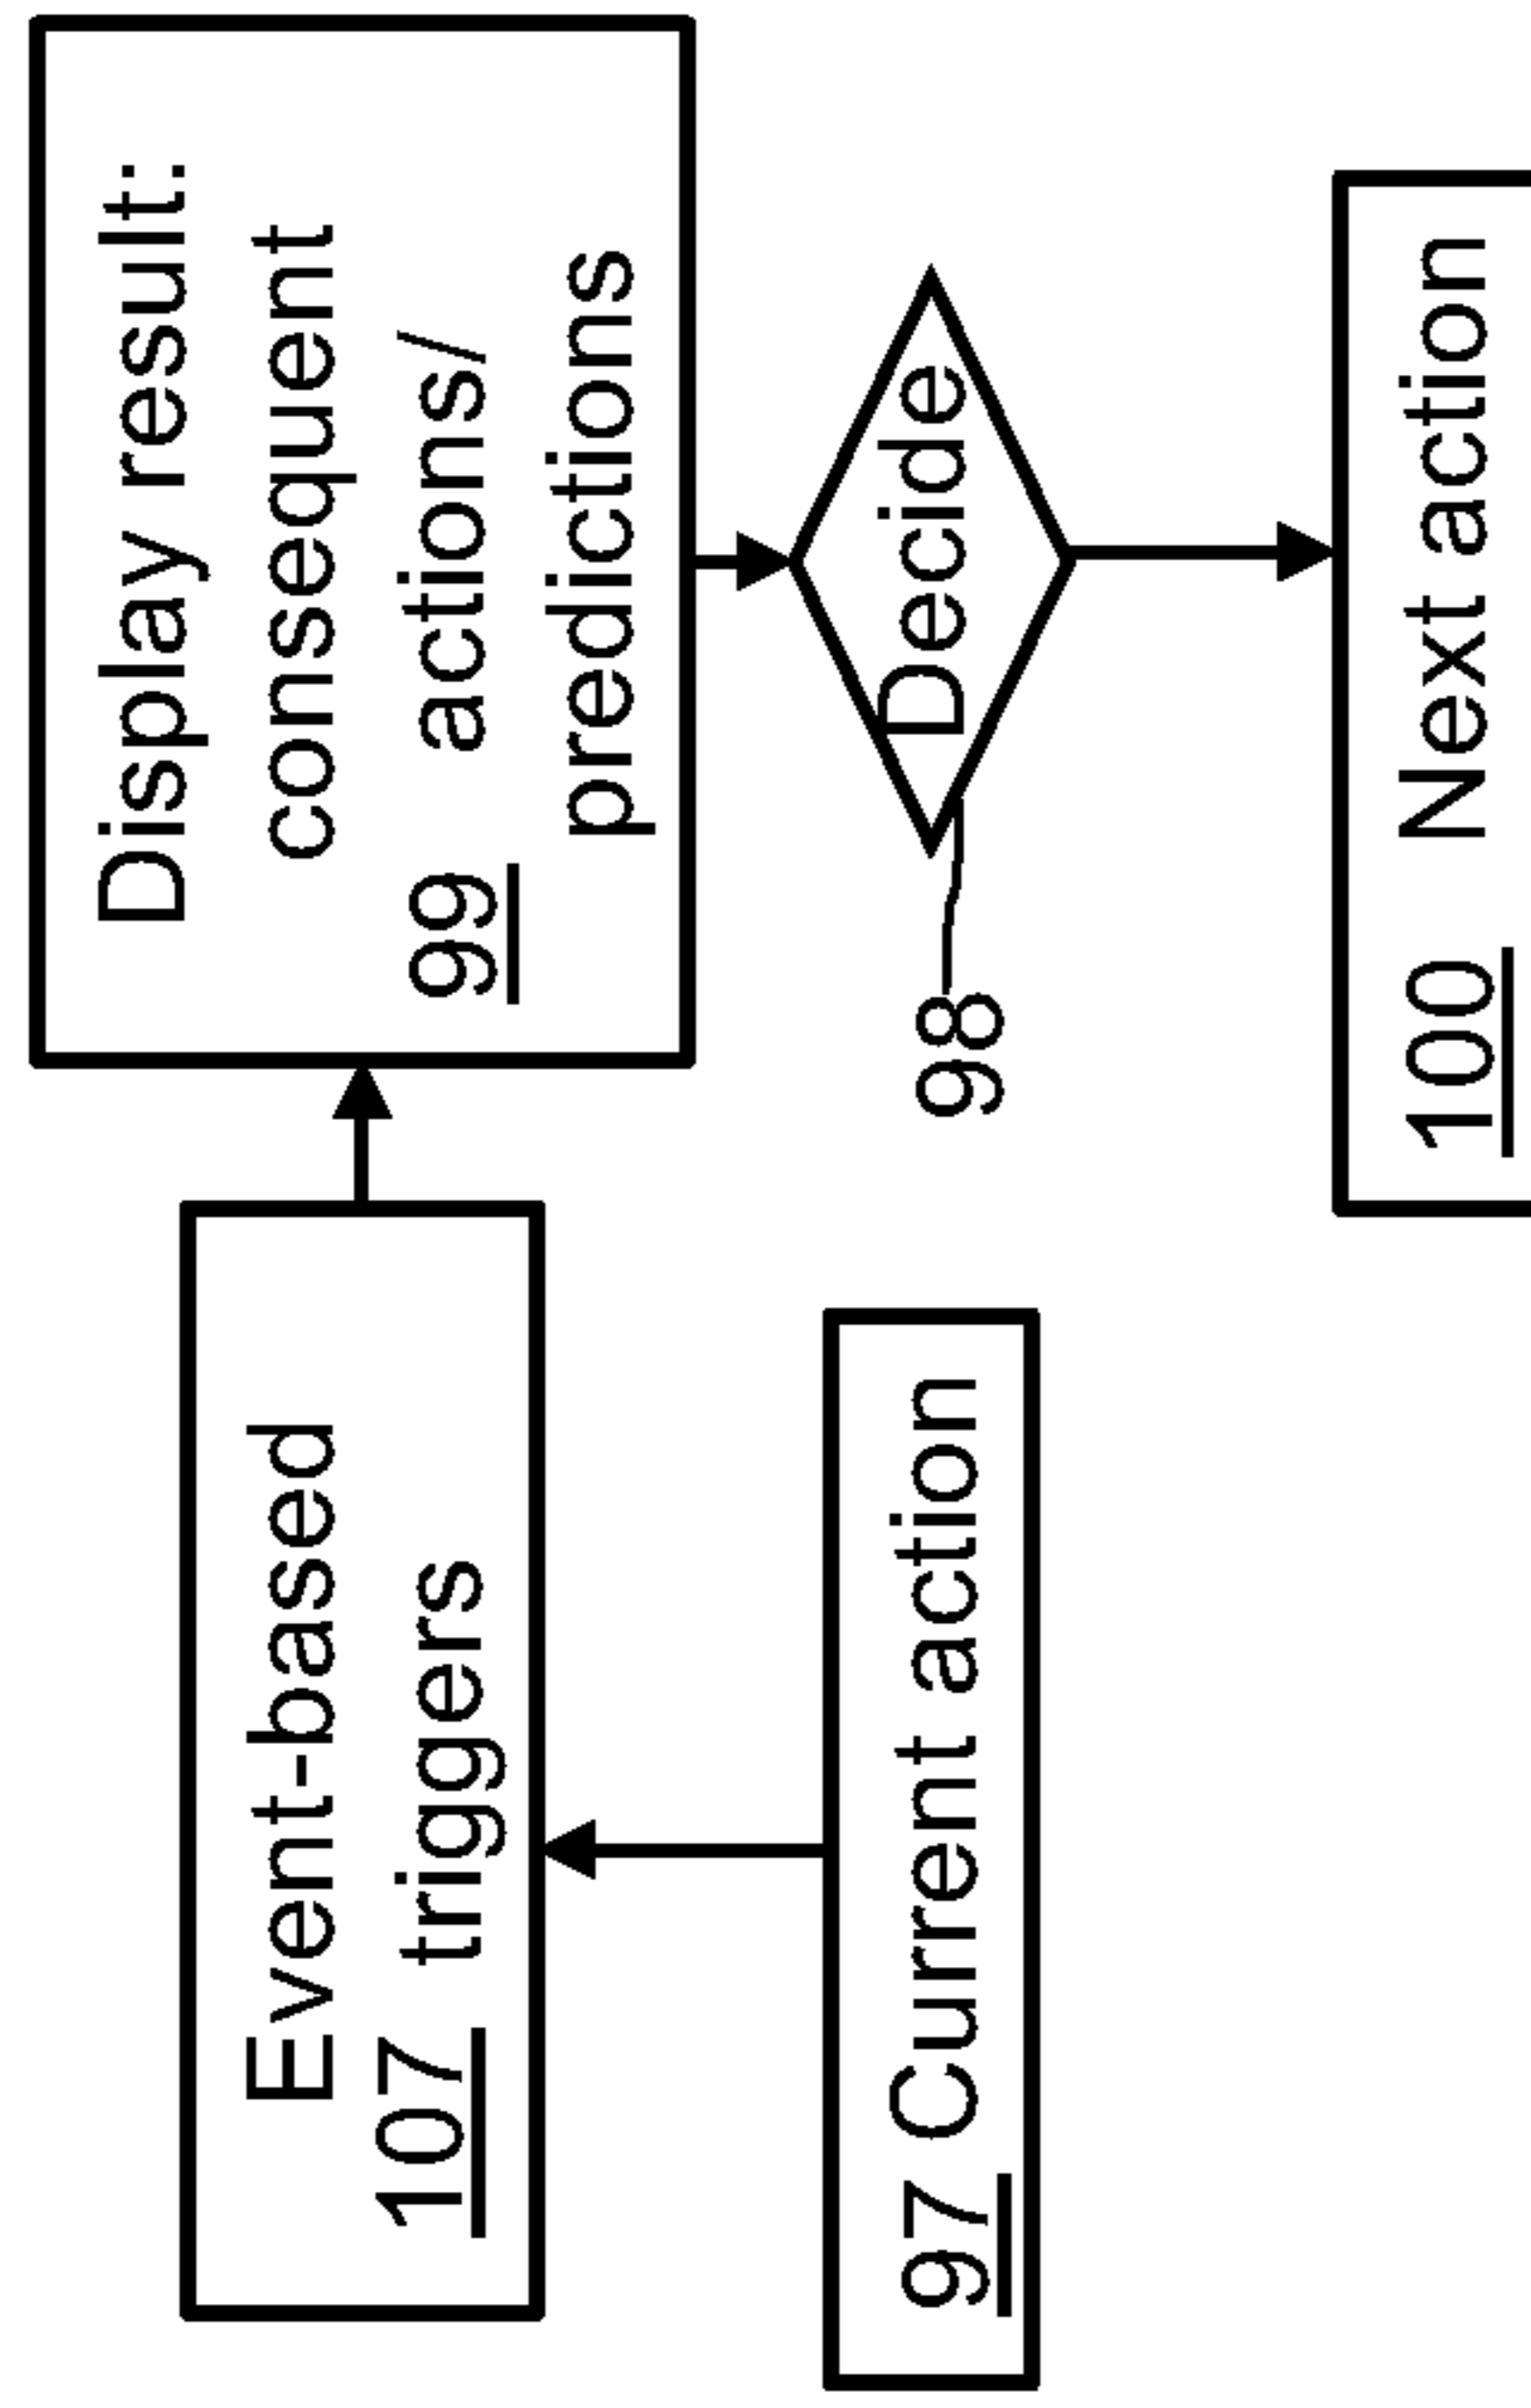 Event-based
107 triggers
Display result:
consequent
99 actions/
predictions
97 Current action
98
Decide
100 Next action